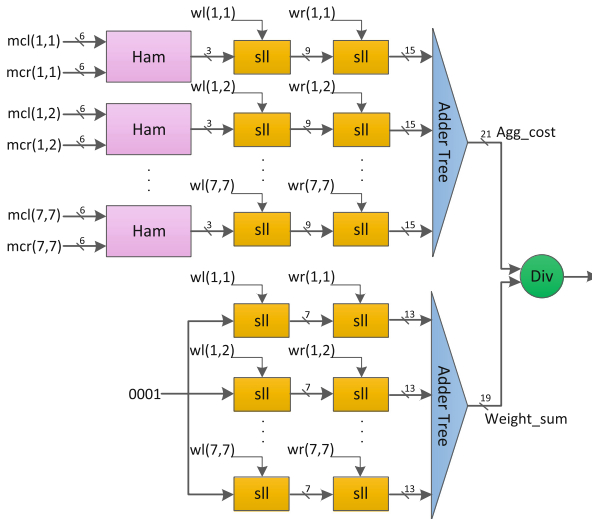 wl(1,1) wr(1,1)
mcl(1,1) 6 Ham 3 sll 9 sll 15
mcr(1,1) 6
wl(1,2) wr(1,2)
mcl(1,2) 6 Ham 3 sll 9 sll 15
mcr(1,2) 6
Adder Tree
21 Agg_cost
wl(7,7) wr(7,7)
mcl(7,7) 6 Ham 3 sll 9 sll 15
mcr(7,7) 6
Div
wl(1,1) wr(1,1)
sll 7 sll 13
wl(1,2) wr(1,2)
0001 sll 7 sll 13
Adder Tree
19
Weight_sum
wl(7,7) wr(7,7)
sll 7 sll 13